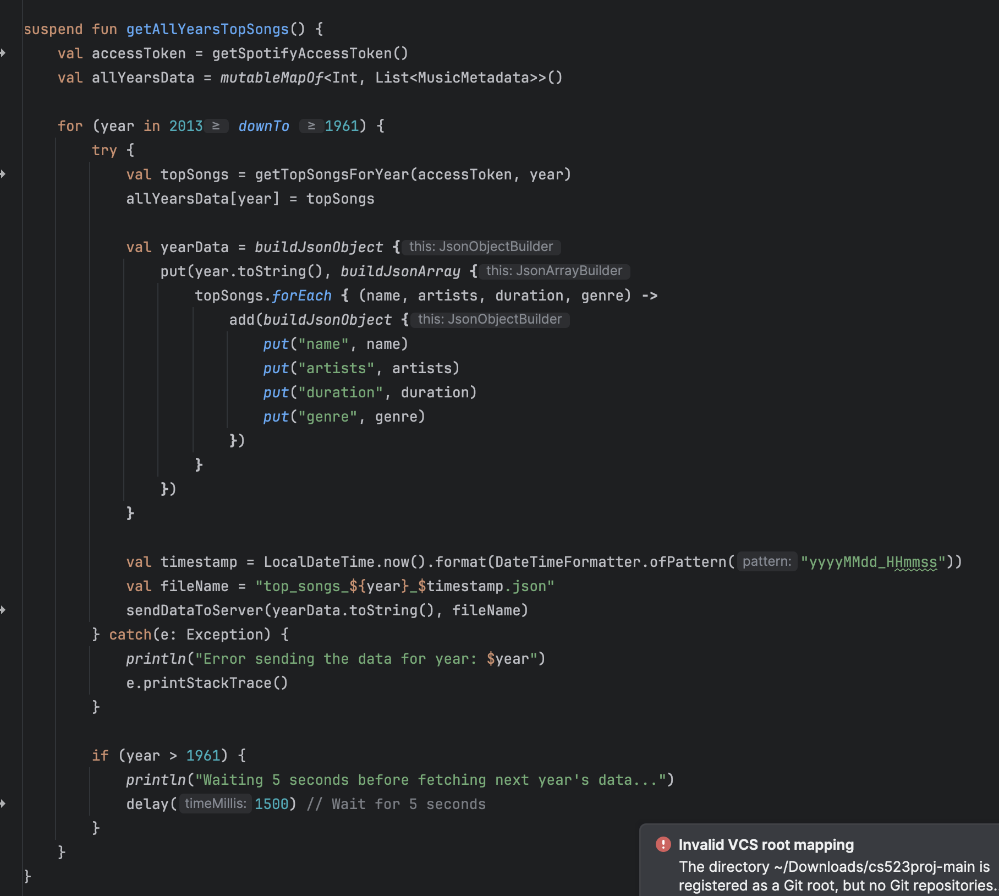 suspend fun getAllYearsTopSongs() {
val accessToken = getSpotifyAccessToken()
val allYearsData = mutableMapOf<Int, List<MusicMetadata>>()
for (year in 2013 ≥ downTo ≥ 1961) {
try {
val topSongs = getTopSongsForYear(accessToken, year)
allYearsData[year] = topSongs
val yearData = buildJsonObject { this: JsonObjectBuilder
put(year.toString(), buildJsonArray { this: JsonArrayBuilder
topSongs.forEach { (name, artists, duration, genre) ->
add(buildJsonObject { this: JsonObjectBuilder
put("name", name)
put("artists", artists)
put("duration", duration)
put("genre", genre)
})
}
})
}
val timestamp = LocalDateTime.now().format(DateTimeFormatter.ofPattern( pattern: "yyyyMMdd_HHmmss"))
val fileName = "top_songs_${year}_$timestamp.json"
sendDataToServer(yearData.toString(), fileName)
} catch(e: Exception) {
println("Error sending the data for year: $year")
e.printStackTrace()
}
if (year > 1961) {
println("Waiting 5 seconds before fetching next year's data...")
delay( timeMillis: 1500) // Wait for 5 seconds
}
}
}
Invalid VCS root mapping
The directory ~/Downloads/cs523proj-main is
registered as a Git root, but no Git repositories...